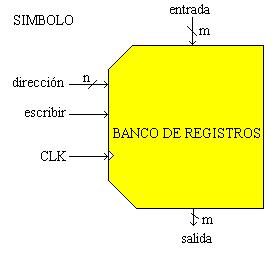 entrada
SIMBOLO
m
n
dirección
escribir
BANCO DE REGISTROS
CLK
m
salida